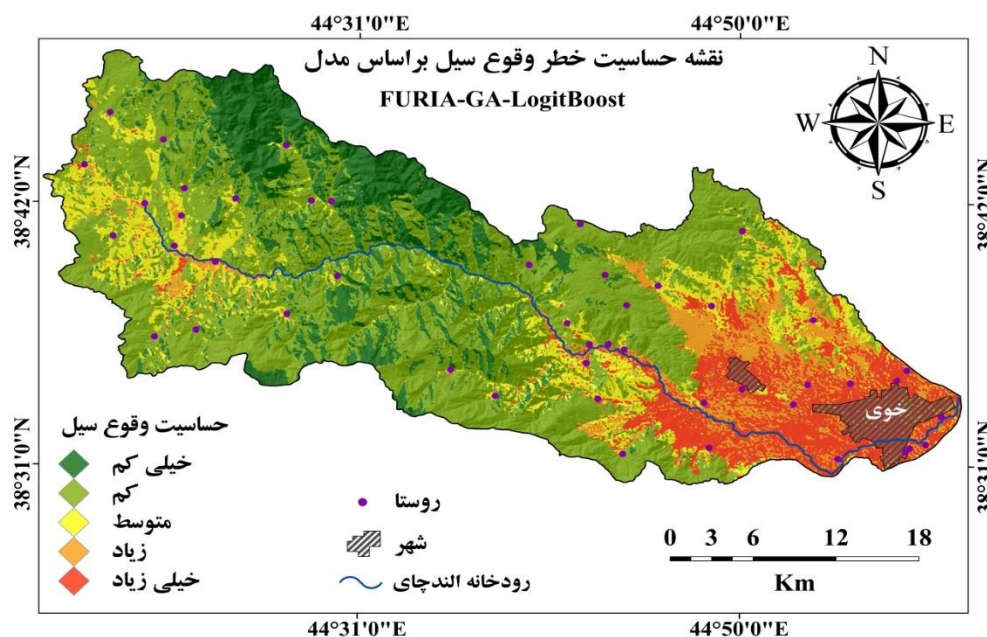 44°31'0"E 44°50'0"E
نقشه حساسیت خطر وقوع سیل براساس مدل
FURIA-GA-LogitBoost
N
W E
S
38°42'0"N 38°42'0"N
خوی
حساسیت وقوع سیل
خیلی کم
کم
متوسط
زیاد
خیلی زیاد
روستا
شهر
رودخانه الندچای
0 3 6 12 18
Km
38°31'0"N 38°31'0"N
44°31'0"E 44°50'0"E